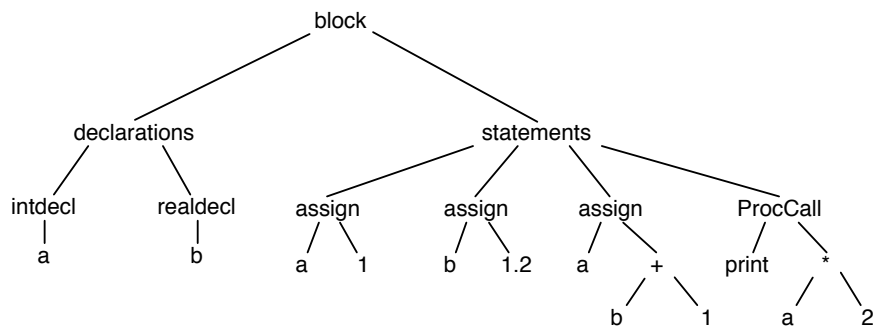 block
declarations statements
intdecl realdecl assign assign assign ProcCall
a b a 1 b 1.2 a + print *
b 1 a 2